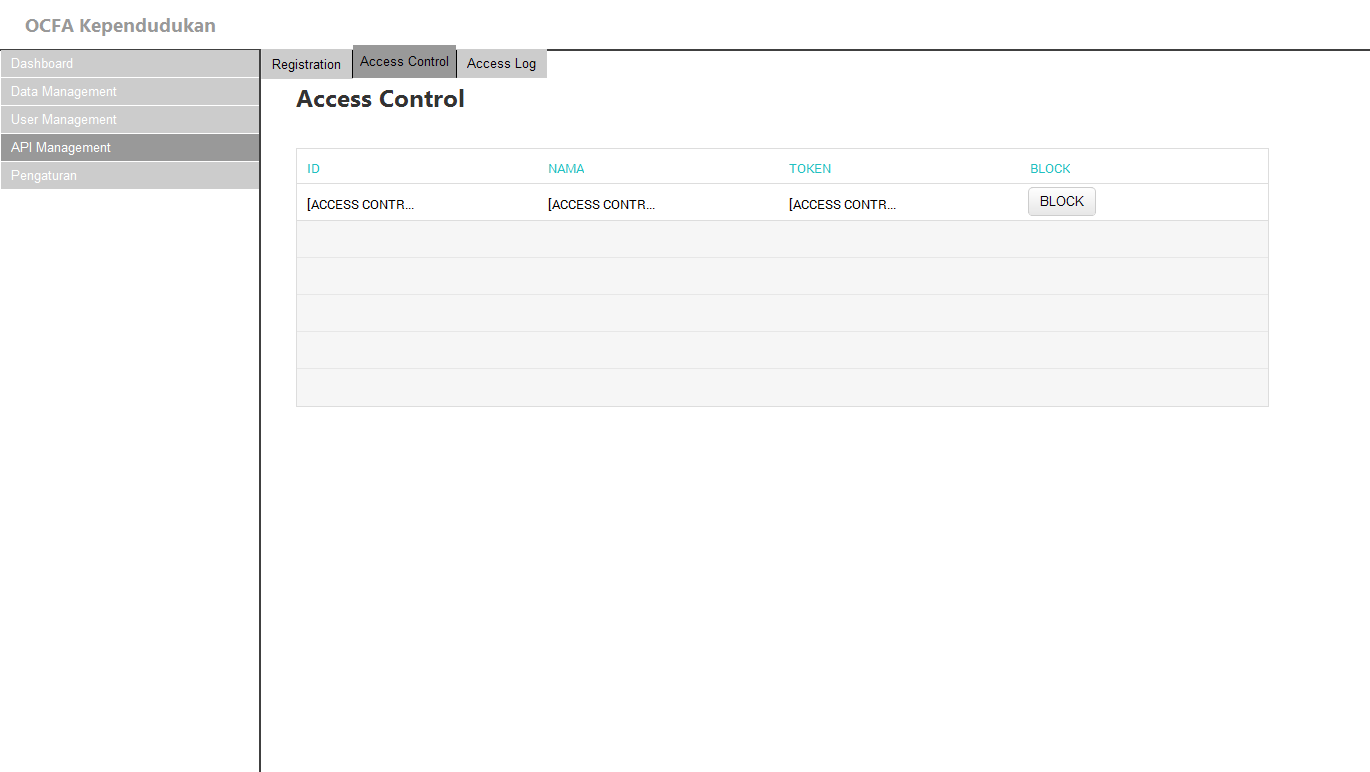 OCFA Kependudukan
Dashboard
Data Management
User Management
API Management
Pengaturan
Registration
Access Control
Access Log
Access Control
ID NAMA TOKEN BLOCK
[ACCESS CONTR... [ACCESS CONTR... [ACCESS CONTR... BLOCK